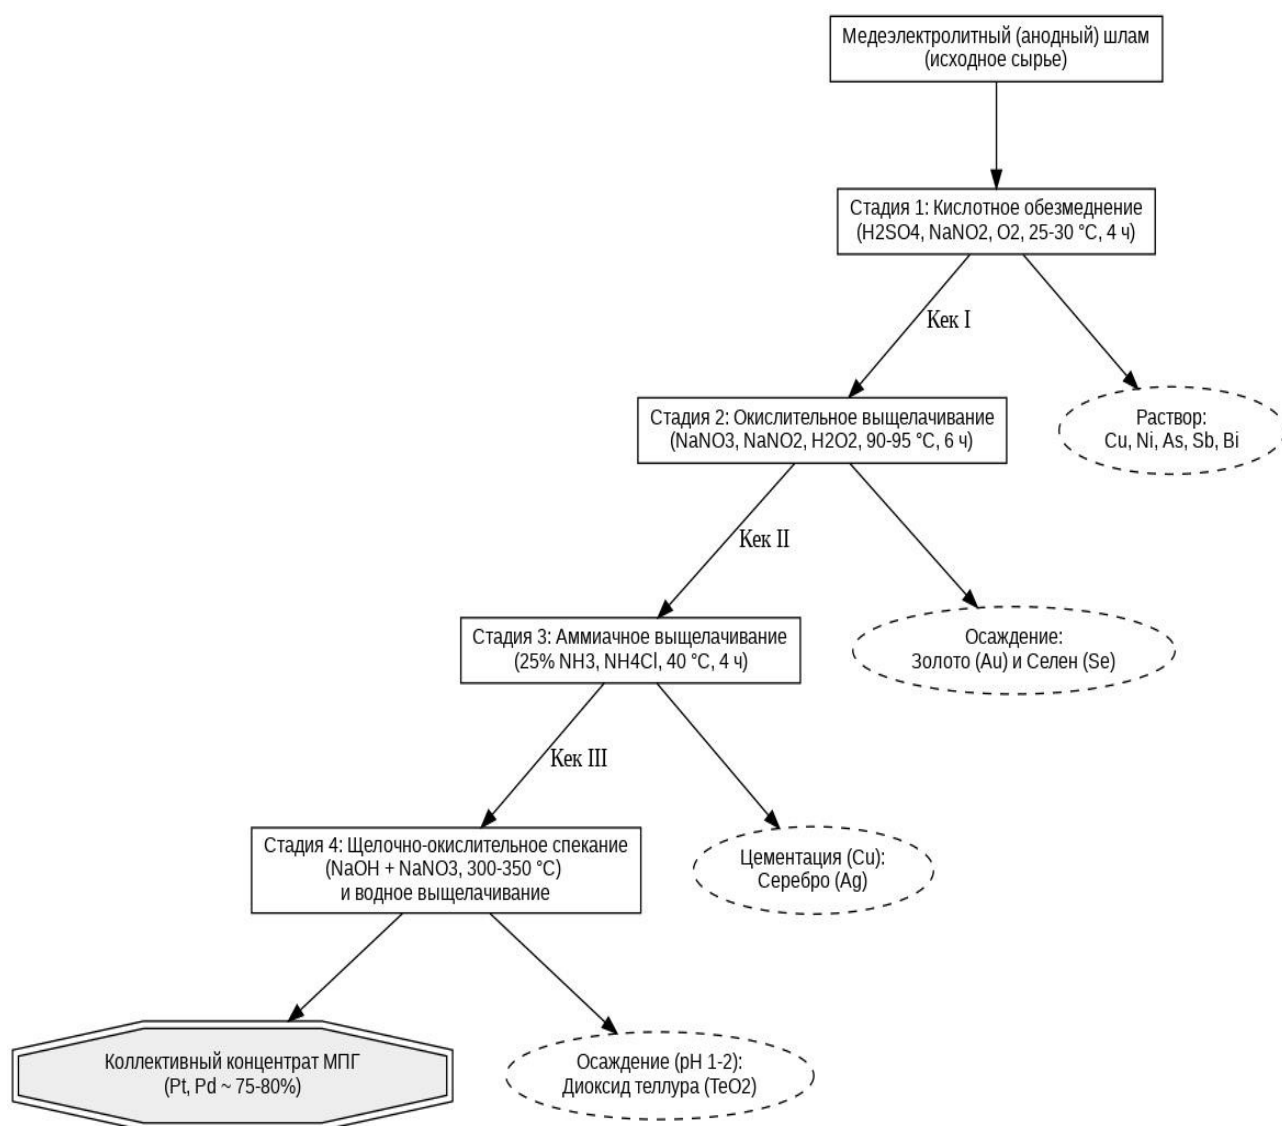 Медеэлектролитный (анодный) шлам
(исходное сырье)
Стадия 1: Кислотное обезмеднение
(H2SO4, NaNO2, O2, 25-30 °C, 4 ч)
Кек I
Стадия 2: Окислительное выщелачивание
(NaNO3, NaNO2, H2O2, 90-95 °C, 6 ч)
Раствор:
Cu, Ni, As, Sb, Bi
Кек II
Стадия 3: Аммиачное выщелачивание
(25% NH3, NH4Cl, 40 °C, 4 ч)
Осаждение:
Золото (Au) и Селен (Se)
Кек III
Стадия 4: Щелочно-окислительное спекание
(NaOH + NaNO3, 300-350 °C)
и водное выщелачивание
Цементация (Cu):
Серебро (Ag)
Коллективный концентрат МПГ
(Pt, Pd ~ 75-80%)
Осаждение (pH 1-2):
Диоксид теллура (TeO2)